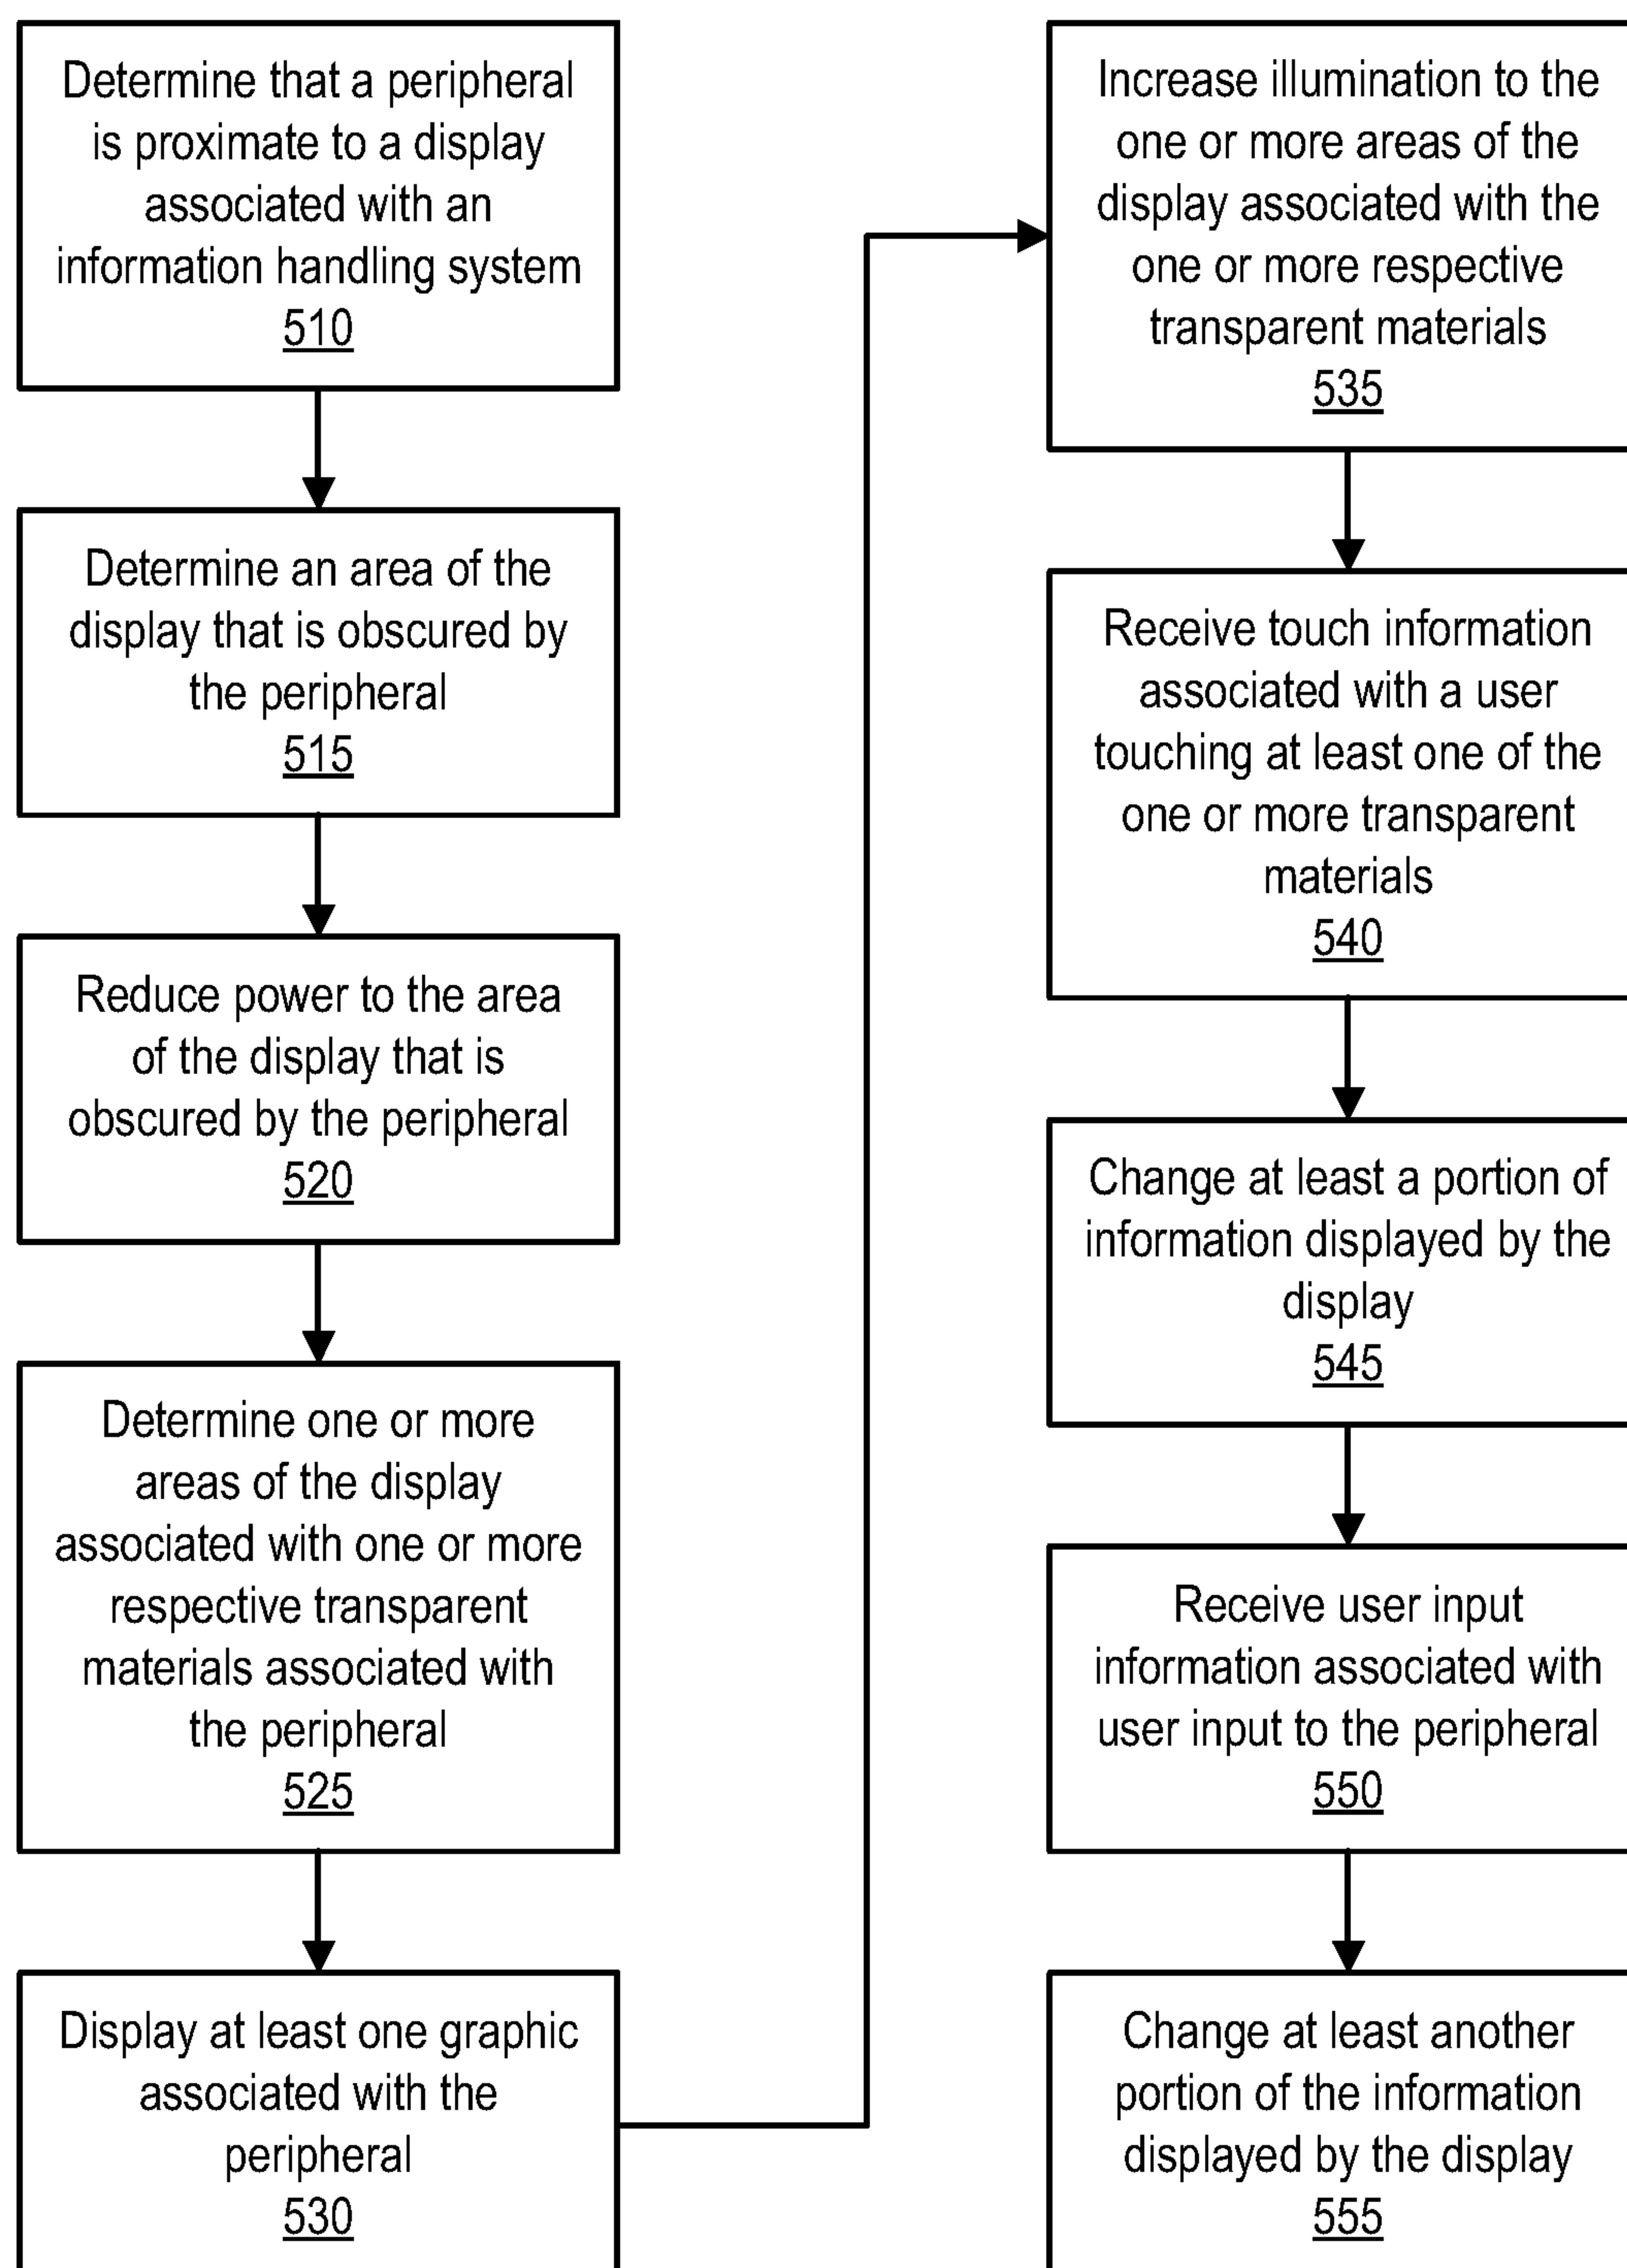 Determine that a peripheral
is proximate to a display
associated with an
information handling system
510
Determine an area of the
display that is obscured by
the peripheral
515
Reduce power to the area
of the display that is
obscured by the peripheral
520
Determine one or more
areas of the display
associated with one or more
respective transparent
materials associated with
the peripheral
525
Display at least one graphic
associated with the
peripheral
530
Increase illumination to the
one or more areas of the
display associated with the
one or more respective
transparent materials
535
Receive touch information
associated with a user
touching at least one of the
one or more transparent
materials
540
Change at least a portion of
information displayed by the
display
545
Receive user input
information associated with
user input to the peripheral
550
Change at least another
portion of the information
displayed by the display
555